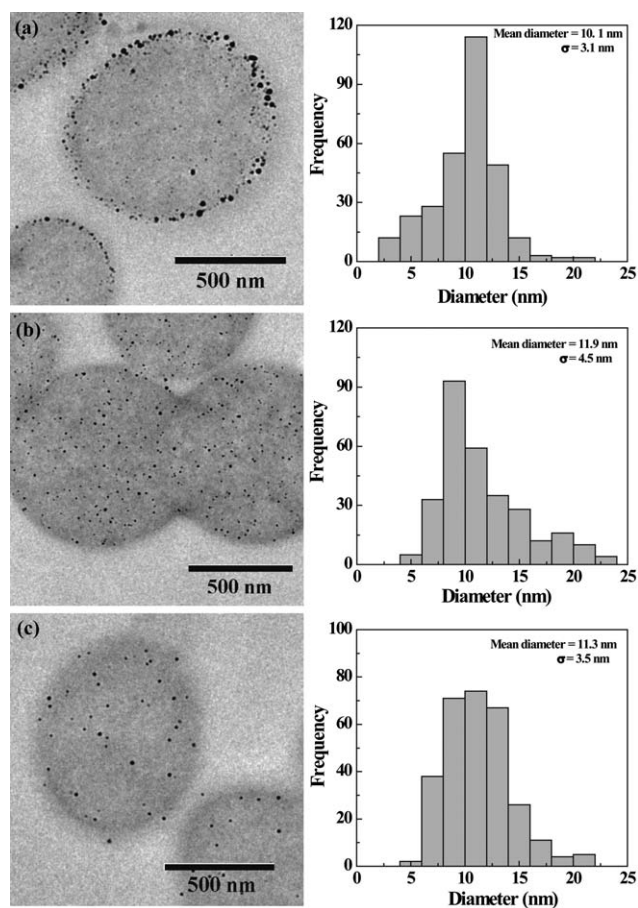 (a)
500 nm
Mean diameter = 10. 1 nm
σ = 3.1 nm
Frequency
120
90
60
30
0
0 5 10 15 20 25
Diameter (nm)
(b)
500 nm
Mean diameter = 11.9 nm
σ = 4.5 nm
Frequency
120
90
60
30
0
0 5 10 15 20 25
Diameter (nm)
(c)
500 nm
Mean diameter = 11.3 nm
σ = 3.5 nm
Frequency
100
80
60
40
20
0
0 5 10 15 20 25
Diameter (nm)